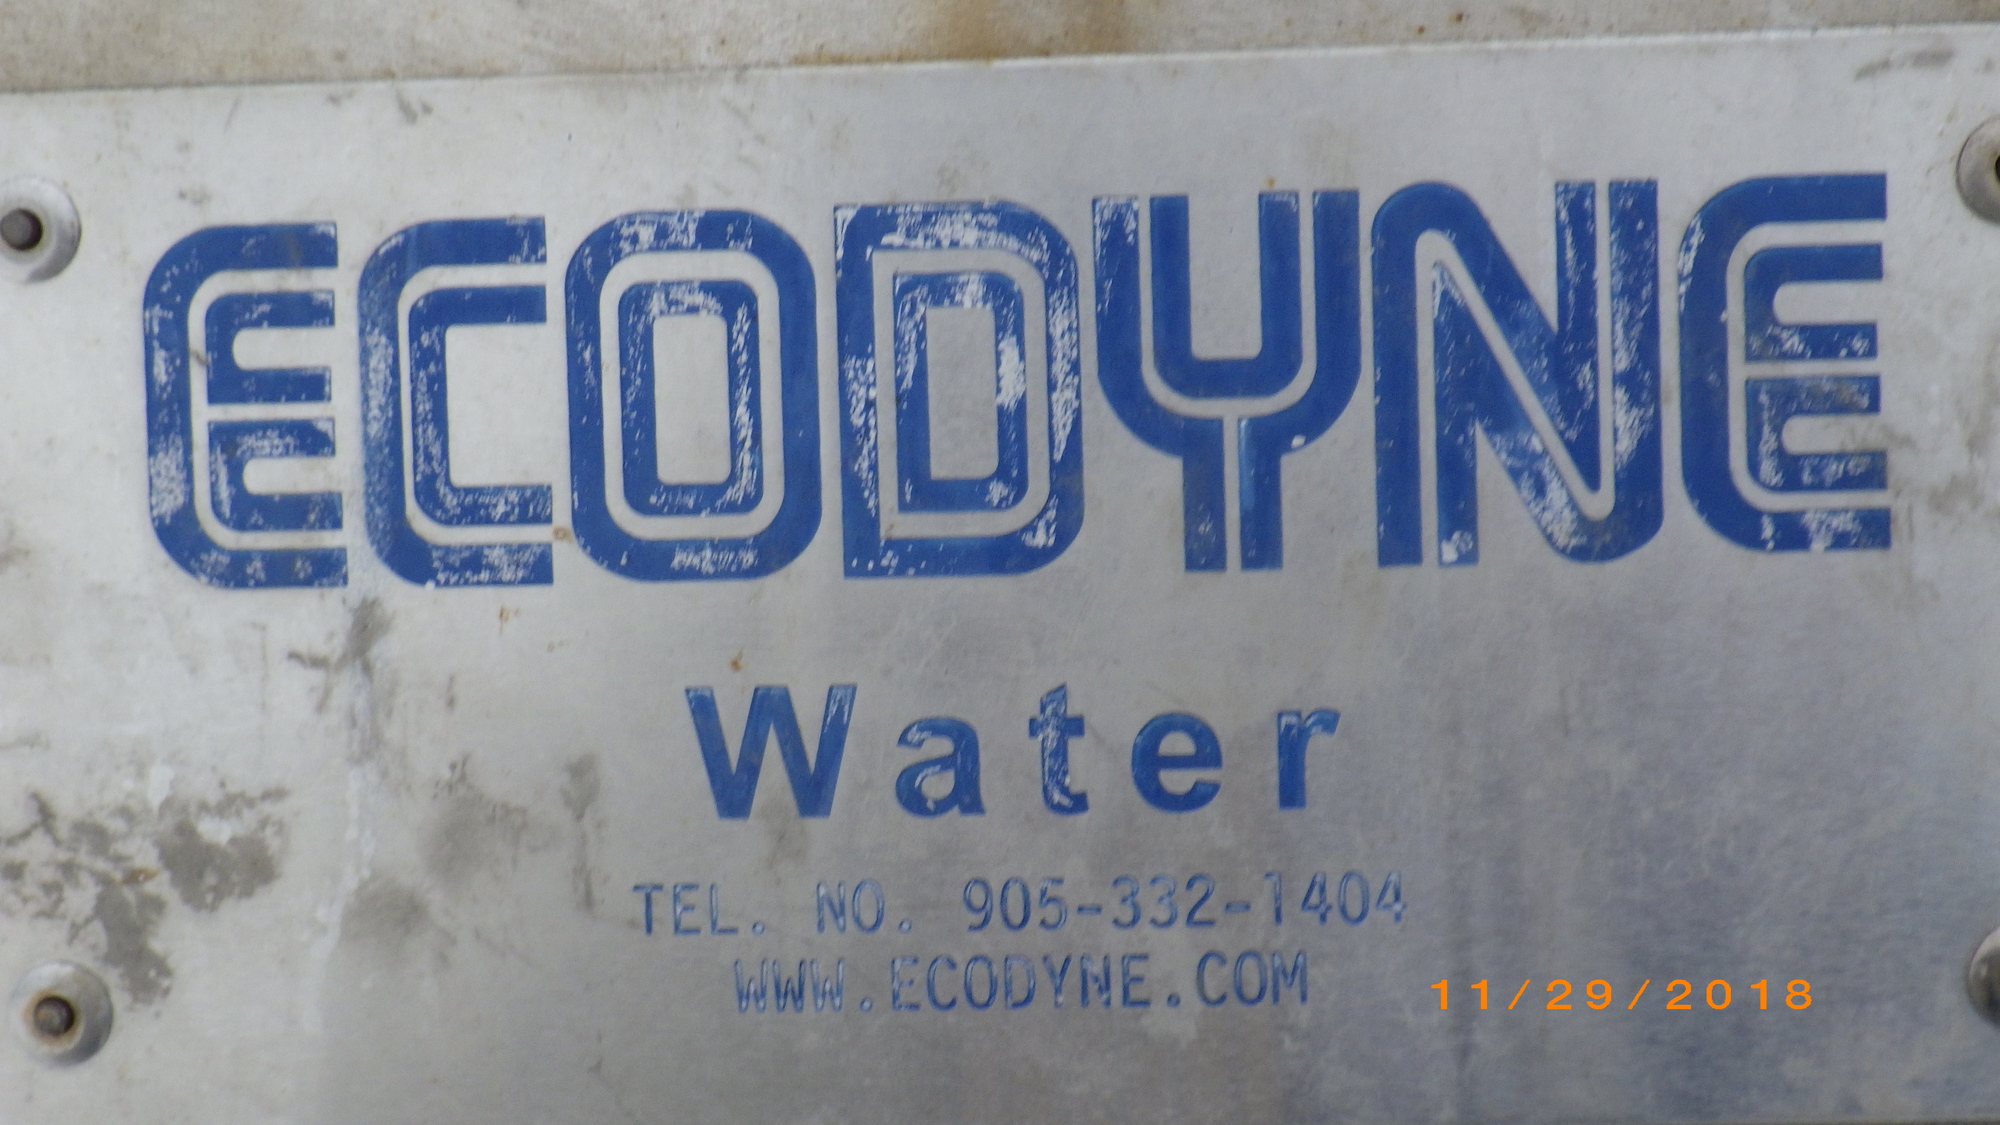 ECODYNE
Water
TEL. NO. 905-332-1404
WWW.ECODYNE.COM
11/29/2018